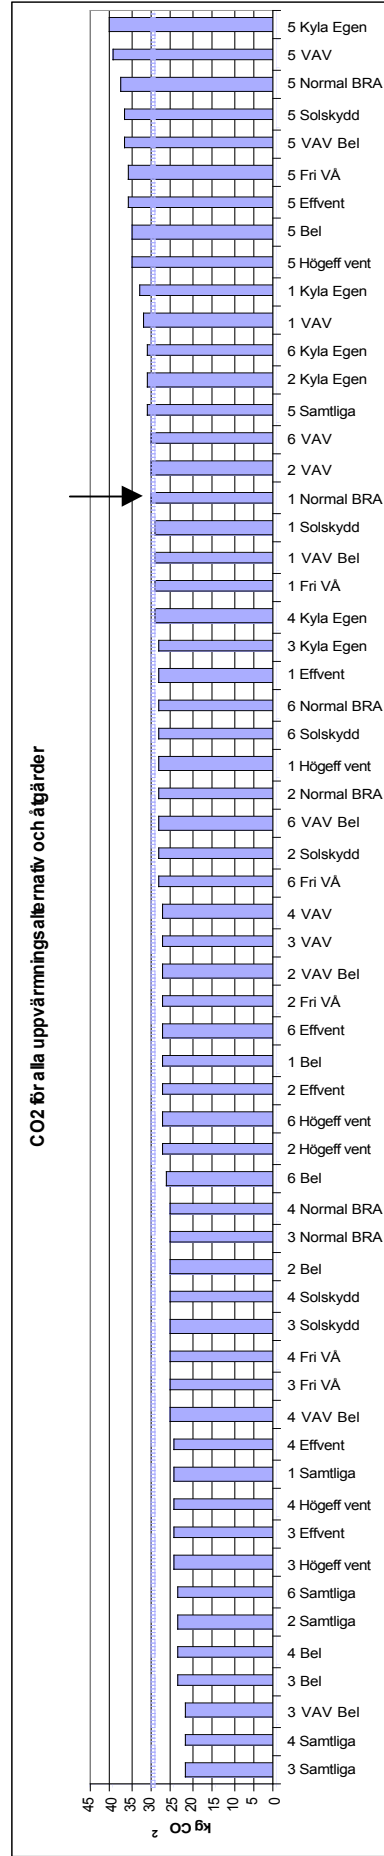 CO2 för alla uppvärmningsalternativ och åtgärder
5 Kyla Egen
5 VAV
5 Normal BRA
5 Solskydd
5 VAV Bel
5 Fri VÅ
5 Effvent
5 Bel
5 Högeff vent
1 Kyla Egen
1 VAV
6 Kyla Egen
2 Kyla Egen
5 Samtliga
6 VAV
2 VAV
1 Normal BRA
1 Solskydd
1 VAV Bel
1 Fri VÅ
4 Kyla Egen
3 Kyla Egen
1 Effvent
6 Normal BRA
6 Solskydd
1 Högeff vent
2 Normal BRA
6 VAV Bel
2 Solskydd
6 Fri VÅ
4 VAV
3 VAV
2 VAV Bel
2 Fri VÅ
6 Effvent
1 Bel
2 Effvent
6 Högeff vent
2 Högeff vent
6 Bel
4 Normal BRA
3 Normal BRA
2 Bel
4 Solskydd
3 Solskydd
4 Fri VÅ
3 Fri VÅ
4 VAV Bel
4 Effvent
1 Samtliga
4 Högeff vent
3 Effvent
3 Högeff vent
6 Samtliga
2 Samtliga
4 Bel
3 Bel
3 VAV Bel
4 Samtliga
3 Samtliga
45
40
35
30
25
20
15
10
5
0
kg CO 2